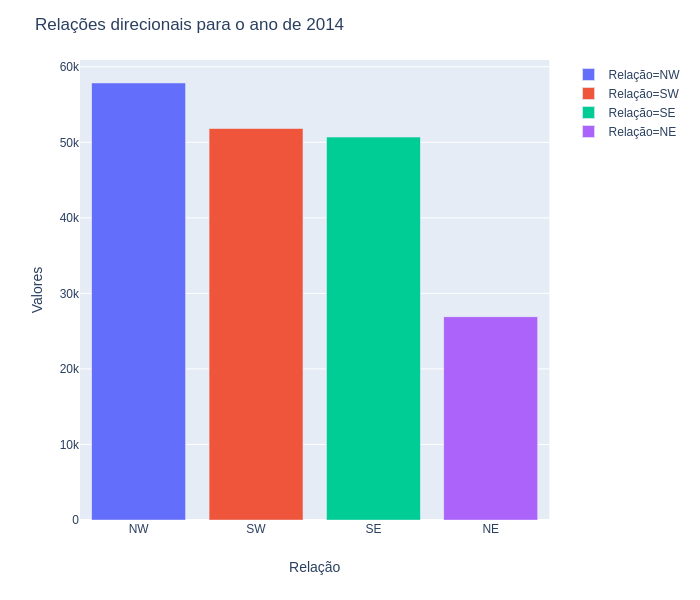 Relações direcionais para o ano de 2014
60k
50k
40k
30k
20k
10k
0
Valores
NW SW SE NE
Relação
Relação=NW
Relação=SW
Relação=SE
Relação=NE